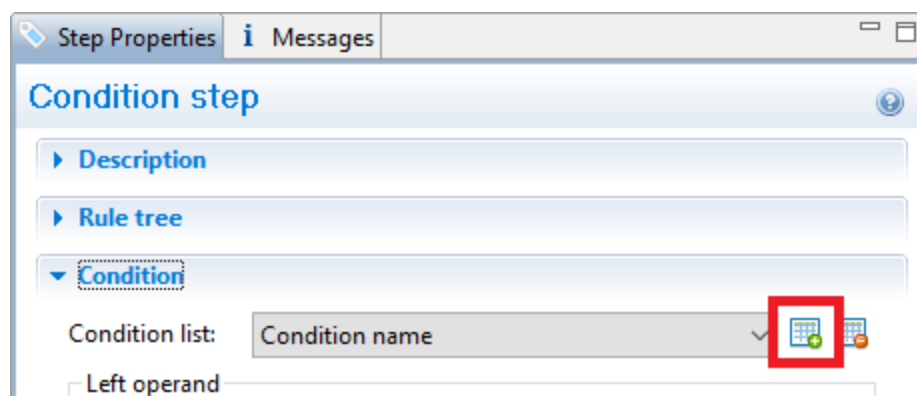 Step Properties i Messages
Condition step
Description
Rule tree
Condition
Condition list: Condition name
Left operand